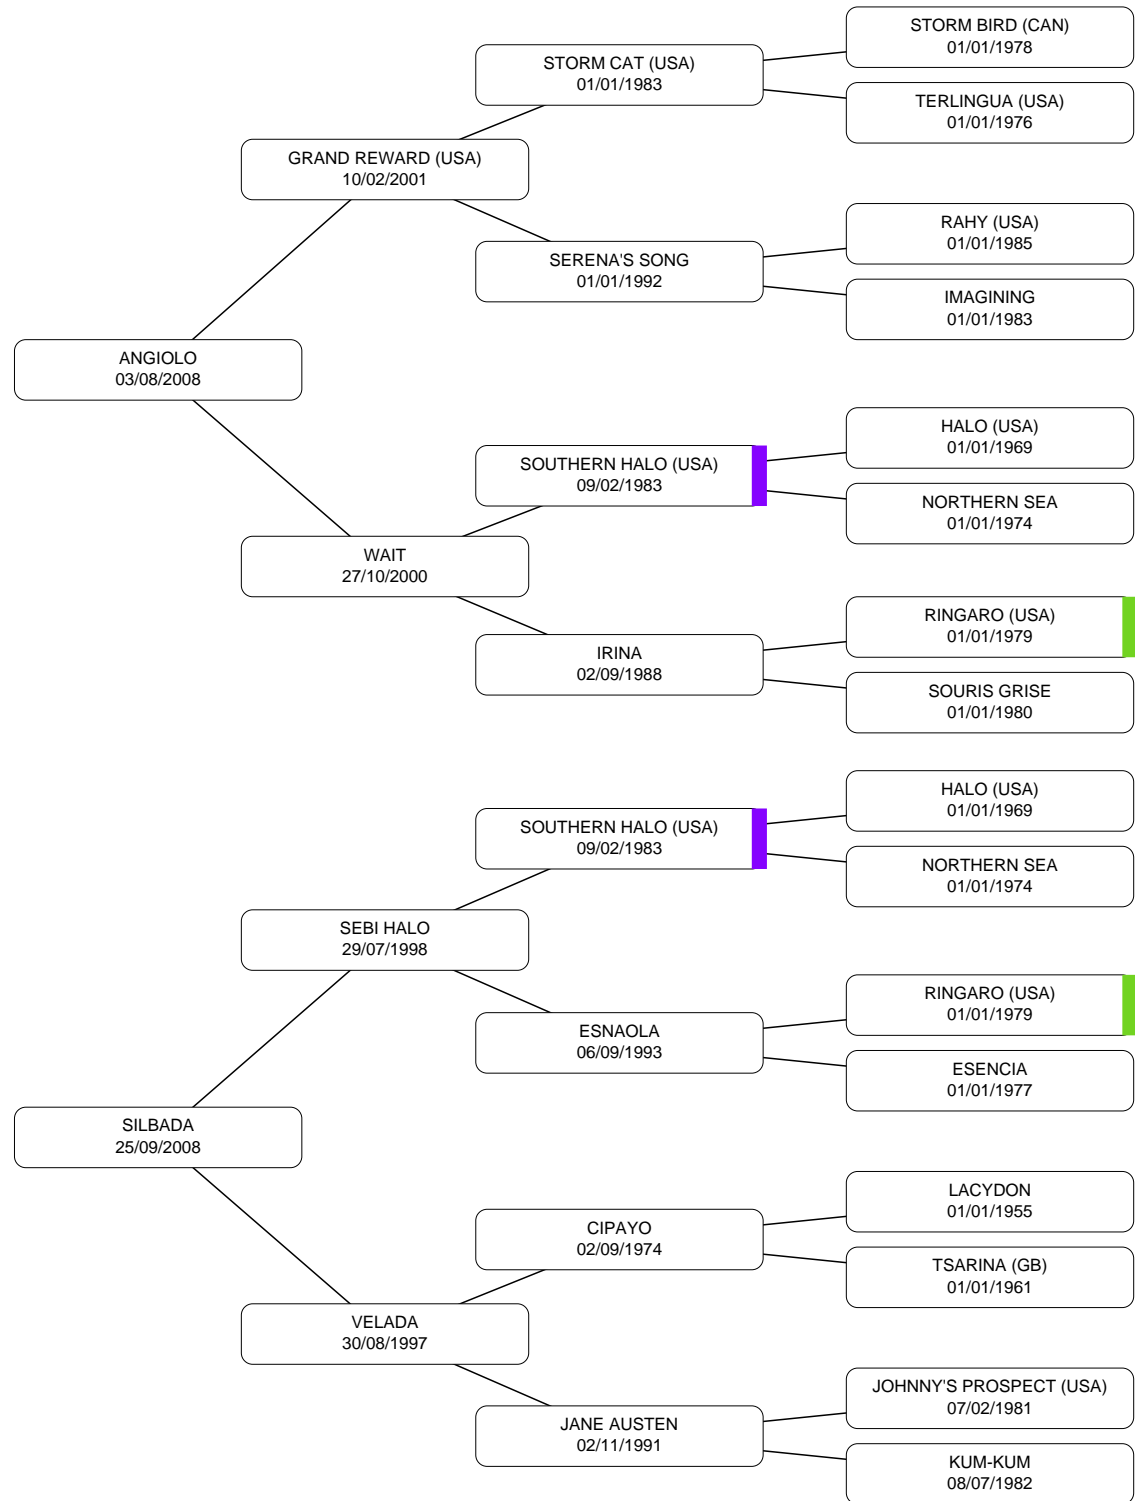 STORM BIRD (CAN)
01/01/1978
STORM CAT (USA)
01/01/1983
TERLINGUA (USA)
01/01/1976
GRAND REWARD (USA)
10/02/2001
RAHY (USA)
01/01/1985
SERENA'S SONG
01/01/1992
IMAGINING
01/01/1983
ANGIOLO
03/08/2008
HALO (USA)
01/01/1969
SOUTHERN HALO (USA)
09/02/1983
NORTHERN SEA
01/01/1974
WAIT
27/10/2000
RINGARO (USA)
01/01/1979
IRINA
02/09/1988
SOURIS GRISE
01/01/1980
HALO (USA)
01/01/1969
SOUTHERN HALO (USA)
09/02/1983
NORTHERN SEA
01/01/1974
SEBI HALO
29/07/1998
RINGARO (USA)
01/01/1979
ESNAOLA
06/09/1993
ESENCIA
01/01/1977
SILBADA
25/09/2008
LACYDON
01/01/1955
CIPAYO
02/09/1974
TSARINA (GB)
01/01/1961
VELADA
30/08/1997
JOHNNY'S PROSPECT (USA)
07/02/1981
JANE AUSTEN
02/11/1991
KUM-KUM
08/07/1982